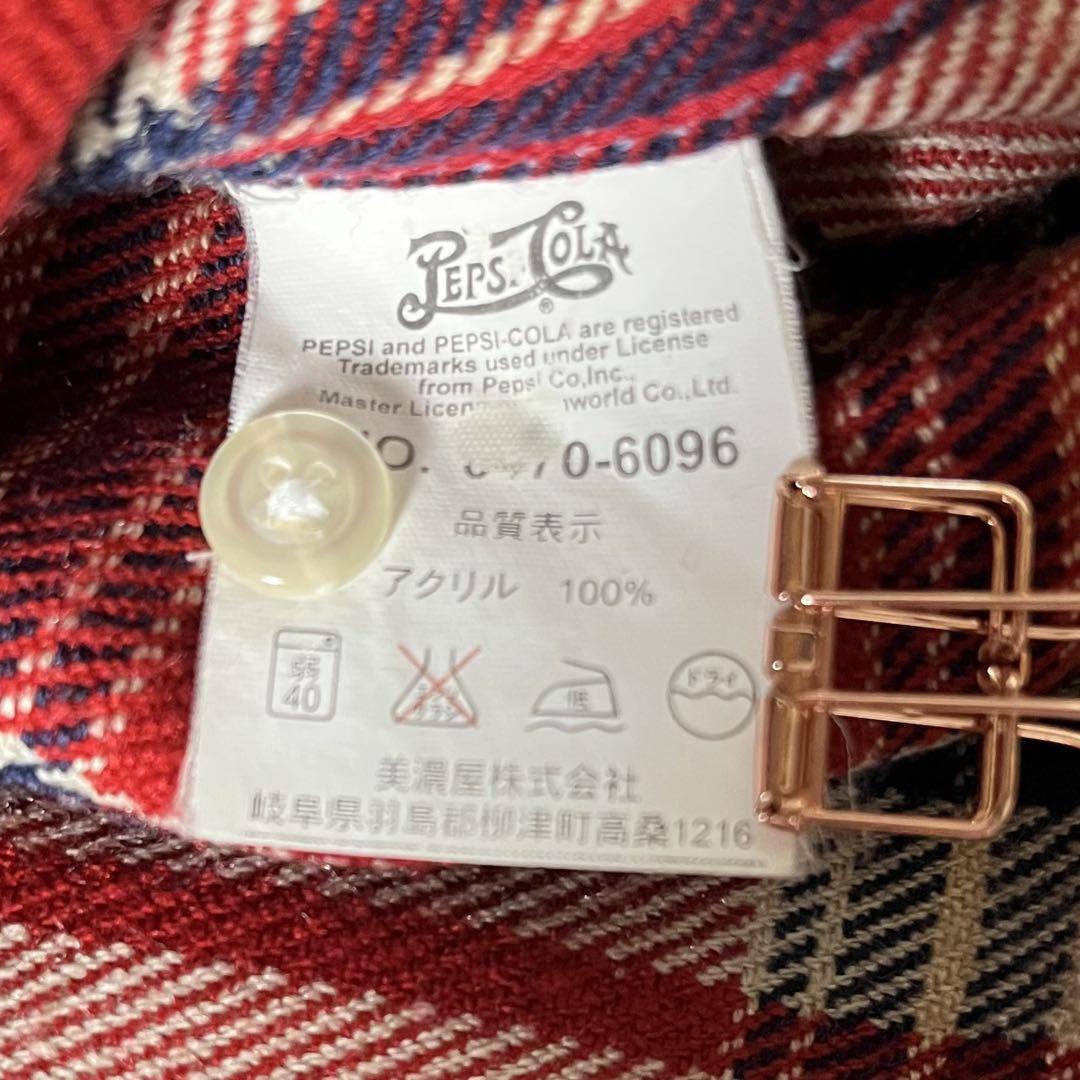 PEPSI COLA
®
PEPSI and PEPSI-COLA are registered
Trademarks used under License
from Pepsi Co,Inc.,
Master world Co.,Ltd.
70-6096
品質表示
アクリル 100%
弱
40
低
ドライ
美濃屋株式会社
岐阜県羽島郡柳津町高桑1216